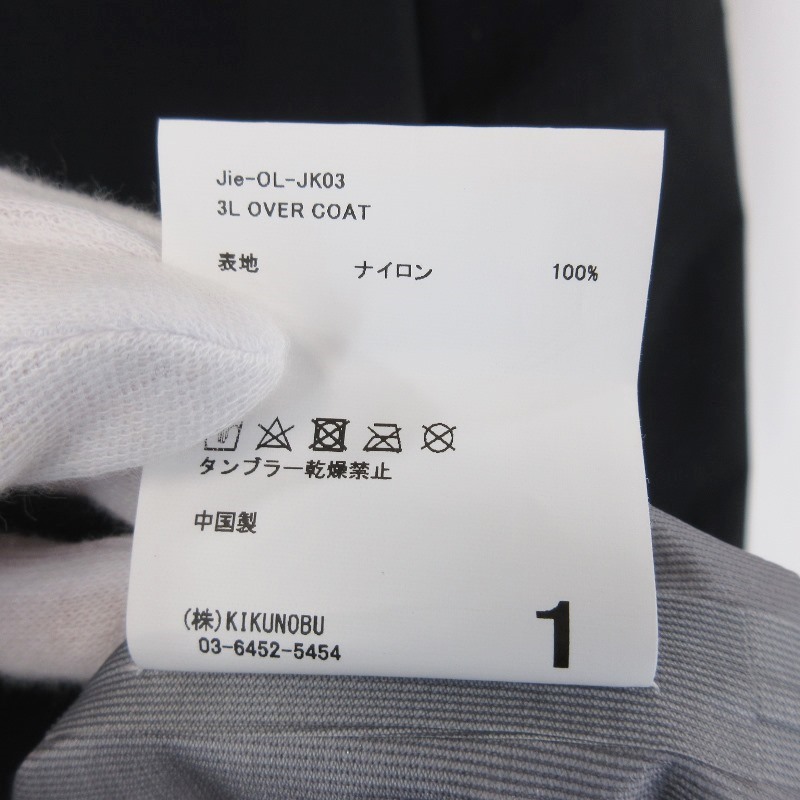 Jie-OL-JK03
3L OVER COAT
表地 ナイロン 100%
タンブラー乾燥禁止
中国製
(株)KIKUNOBU
03-6452-5454
1